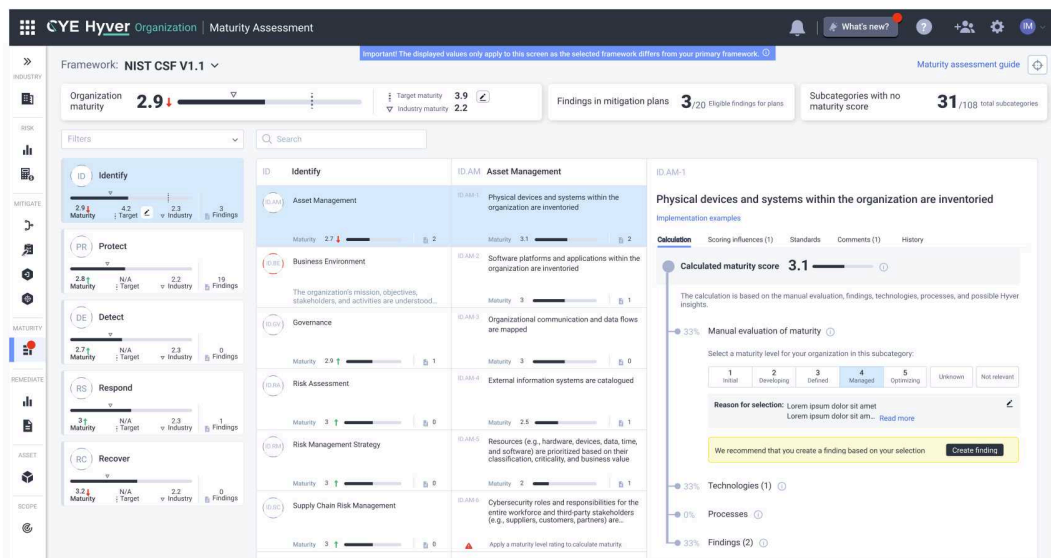 CYE Hyver Organization | Maturity Assessment
What's new?
?
IM
Important! The displayed values only apply to this screen as the selected framework differs from your primary framework.
Framework: NIST CSF V1.1
Maturity assessment guide
INDUSTRY
RISK
MITIGATE
MATURITY
REMEDIATE
ASSET
SCOPE
Organization maturity 2.9
Target maturity 3.9
Industry maturity 2.2
Findings in mitigation plans 3/20 Eligible findings for plans
Subcategories with no maturity score 31/108 total subcategories
Filters
Search
ID Identify
2.9 4.2 2.3 3
Maturity Target Industry Findings
PR Protect
2.8 N/A 2.2 19
Maturity Target Industry Findings
DE Detect
2.7 N/A 2.3 0
Maturity Target Industry Findings
RS Respond
3 N/A 2.3 1
Maturity Target Industry Findings
RC Recover
3.2 N/A 2.2 0
Maturity Target Industry Findings
ID Identify
ID.AM Asset Management
Maturity 2.7 2
ID.BE Business Environment
The organization's mission, objectives,
stakeholders, and activities are understood...
ID.GV Governance
Maturity 2.9 1
ID.RA Risk Assessment
Maturity 3 0
ID.RM Risk Management Strategy
Maturity 3 0
ID.SC Supply Chain Risk Management
Maturity 3 0
ID.AM Asset Management
ID.AM-1 Physical devices and systems within the
organization are inventoried
Maturity 3.1 2
ID.AM-2 Software platforms and applications within the
organization are inventoried
Maturity 3 1
ID.AM-3 Organizational communication and data flows
are mapped
Maturity 3 0
ID.AM-4 External information systems are catalogued
Maturity 2.5 1
ID.AM-5 Resources (e.g., hardware, devices, data, time,
and software) are prioritized based on their
classification, criticality, and business value
Maturity 2 1
ID.AM-6 Cybersecurity roles and responsibilities for the
entire workforce and third-party stakeholders
(e.g., suppliers, customers, partners) are...
Apply a maturity level rating to calculate maturity.
ID.AM-1
Physical devices and systems within the organization are inventoried
Implementation examples
Calculation Scoring influences (1) Standards Comments (1) History
Calculated maturity score 3.1
The calculation is based on the manual evaluation, findings, technologies, processes, and possible Hyver
insights.
33% Manual evaluation of maturity
Select a maturity level for your organization in this subcategory:
1 2 3 4 5
Initial Developing Defined Managed Optimizing Unknown Not relevant
Reason for selection: Lorem ipsum dolor sit amet
Lorem ipsum dolor sit am... Read more
We recommend that you create a finding based on your selection Create finding
33% Technologies (1)
0% Processes
33% Findings (2)